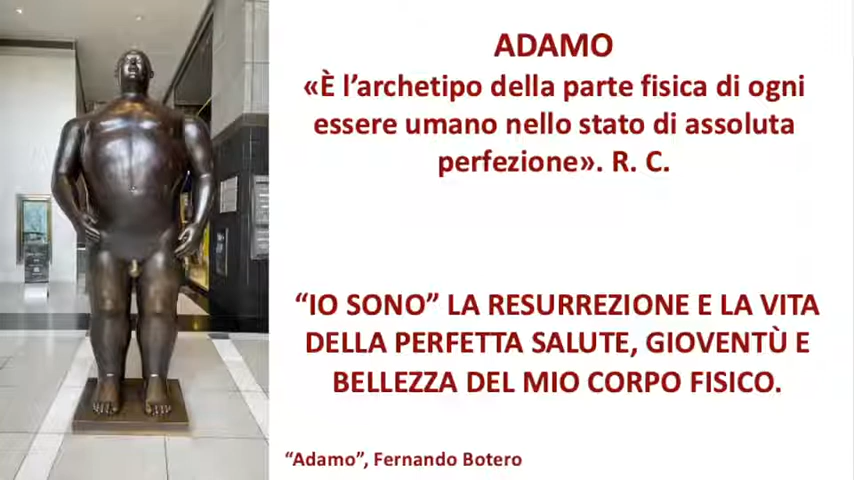 ADAMO
«È l’archetipo della parte fisica di ogni
essere umano nello stato di assoluta
perfezione». R. C.
“IO SONO” LA RESURREZIONE E LA VITA
DELLA PERFETTA SALUTE, GIOVENTÙ E
BELLEZZA DEL MIO CORPO FISICO.
“Adamo”, Fernando Botero